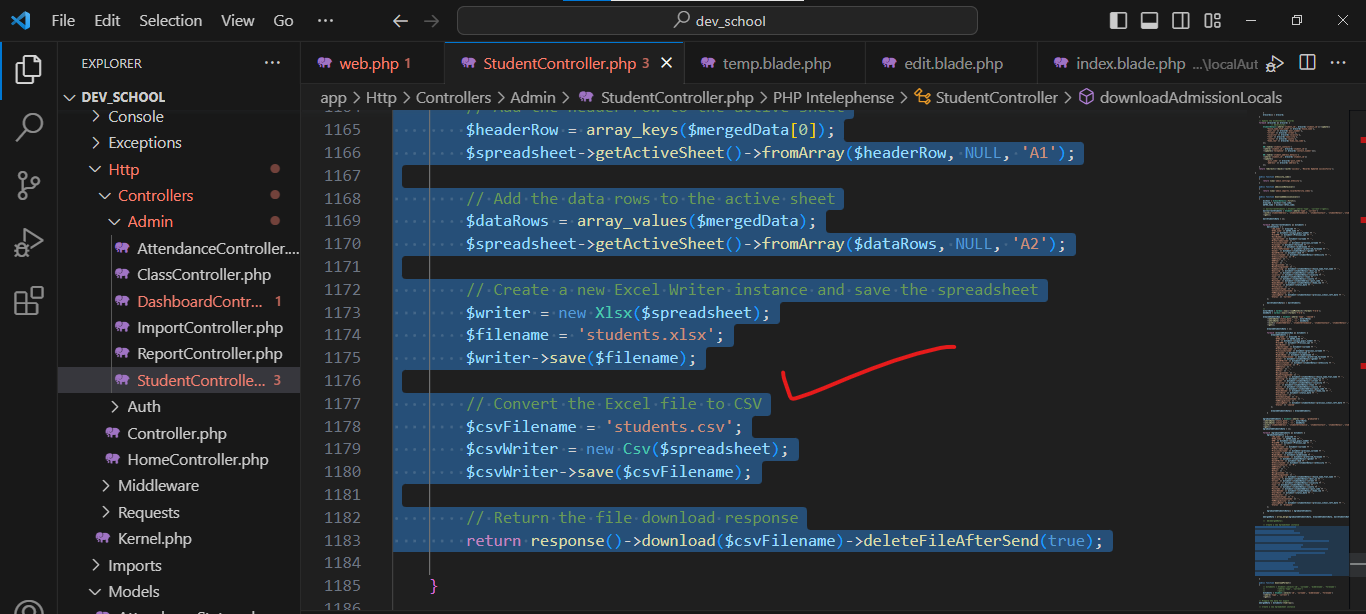 File Edit Selection View Go ··· dev_school
EXPLORER ···
web.php 1 StudentController.php 3 temp.blade.php edit.blade.php index.blade.php ...\localAut ···
DEV_SCHOOL
app > Http > Controllers > Admin > StudentController.php > PHP Intelephense > StudentController > downloadAdmissionLocals
Console
Exceptions
Http
Controllers
Admin
AttendanceController....
ClassController.php
DashboardContr... 1
ImportController.php
ReportController.php
StudentControlle... 3
Auth
Controller.php
HomeController.php
Middleware
Requests
Kernel.php
Imports
Models
1165 $headerRow = array_keys($mergedData[0]);
1166 $spreadsheet->getActiveSheet()->fromArray($headerRow, NULL, 'A1');
1167
1168 // Add the data rows to the active sheet
1169 $dataRows = array_values($mergedData);
1170 $spreadsheet->getActiveSheet()->fromArray($dataRows, NULL, 'A2');
1171
1172 // Create a new Excel Writer instance and save the spreadsheet
1173 $writer = new Xlsx($spreadsheet);
1174 $filename = 'students.xlsx';
1175 $writer->save($filename);
1176
1177 // Convert the Excel file to CSV
1178 $csvFilename = 'students.csv';
1179 $csvWriter = new Csv($spreadsheet);
1180 $csvWriter->save($csvFilename);
1181
1182 // Return the file download response
1183 return response()->download($csvFilename)->deleteFileAfterSend(true);
1184
1185 }
1186